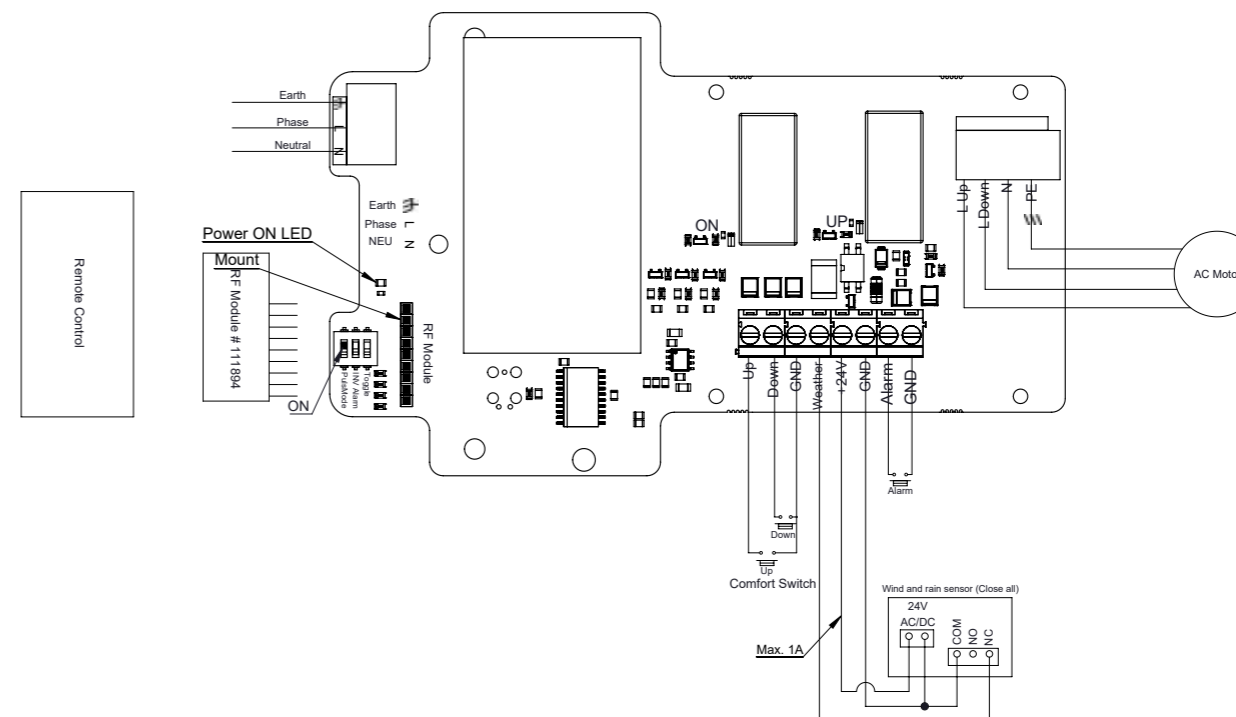 Earth
Phase
Neutral
L
N
Earth
Phase L
NEU N
Power ON LED
Mount
Remote Control
RF Module # 111894
RF Module
Toggle
INV Alarm
PulsMode
ON
ON
UP
L Up
L Down
N
PE
AC Moto
Up
Down
GND
Weather
+24V
GND
Alarm
GND
Alarm
Down
Up
Comfort Switch
Wind and rain sensor (Close all)
24V
AC/DC
COM
NO
NC
Max. 1A